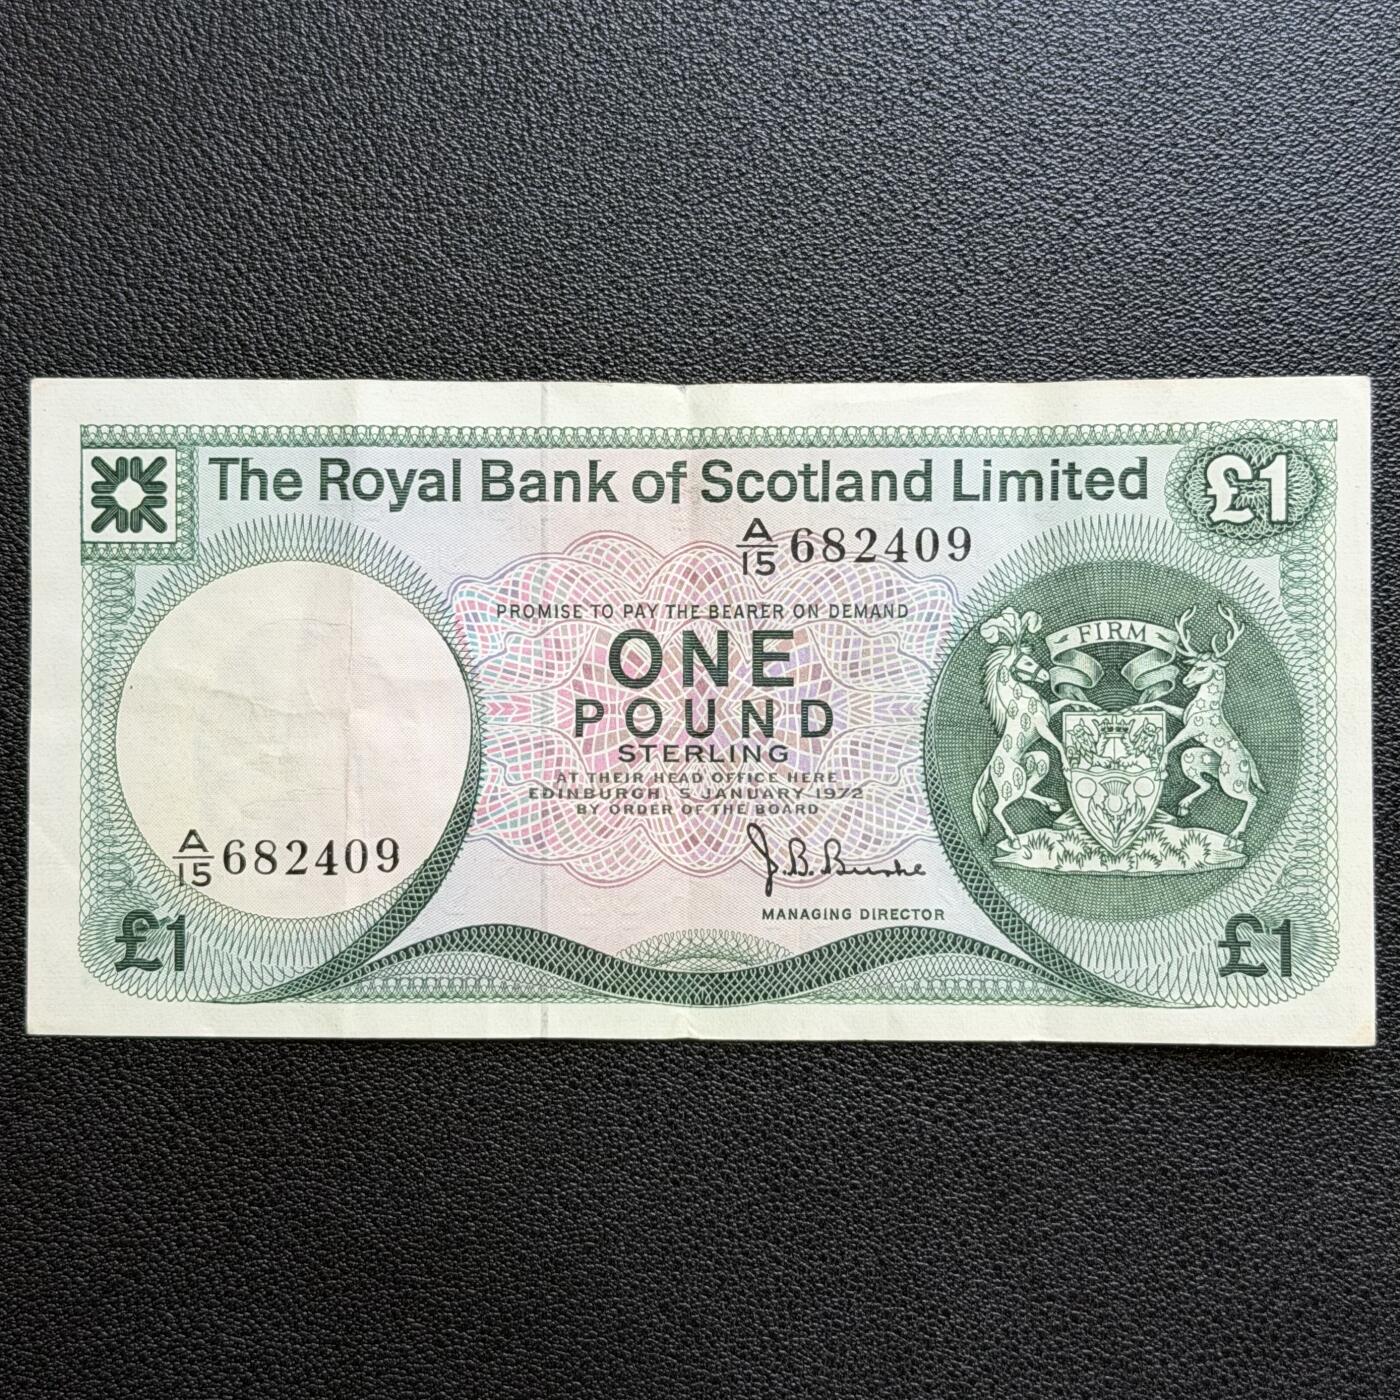 The Royal Bank of Scotland Limited
£1
A/15 682409
PROMISE TO PAY THE BEARER ON DEMAND
ONE
POUND
STERLING
AT THEIR HEAD OFFICE HERE
EDINBURGH 5 JANUARY 1972
BY ORDER OF THE BOARD
FIRM
A/15 682409
J. B. Burke
MANAGING DIRECTOR
£1
£1